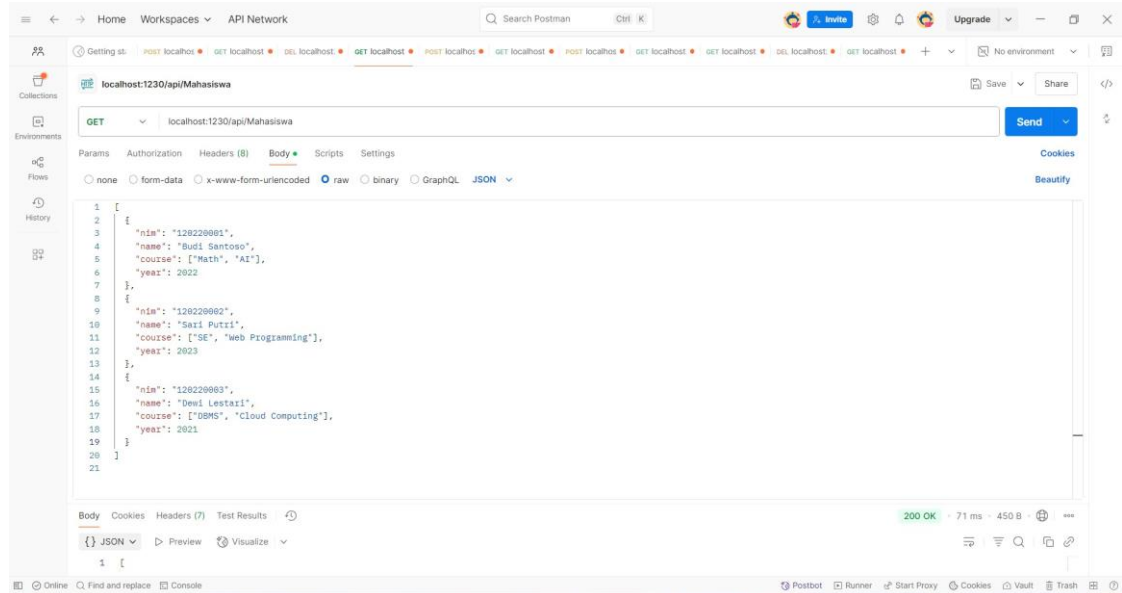 Home Workspaces API Network Search Postman Ctrl K Invite Upgrade
Getting st. POST localhos GET localhost DEL localhost: GET localhost POST localhos GET localhost POST localhos GET localhost GET localhost DEL localhost: GET localhost + No environment
HTTP localhost:1230/api/Mahasiswa Save Share
GET localhost:1230/api/Mahasiswa Send
Params Authorization Headers (8) Body Scripts Settings Cookies
none form-data x-www-form-urlencoded raw binary GraphQL JSON Beautify
Collections
Environments
Flows
History
1 [
2 {
3 "nim": "120220001",
4 "name": "Budi Santoso",
5 "course": ["Math", "AI"],
6 "year": 2022
7 },
8 {
9 "nim": "120220002",
10 "name": "Sari Putri",
11 "course": ["SE", "Web Programming"],
12 "year": 2023
13 },
14 {
15 "nim": "120220003",
16 "name": "Dewi Lestari",
17 "course": ["DBMS", "Cloud Computing"],
18 "year": 2021
19 }
20 ]
21
Body Cookies Headers (7) Test Results 200 OK · 71 ms · 450 B
{} JSON Preview Visualize
1 [
Online Find and replace Console Postbot Runner Start Proxy Cookies Vault Trash